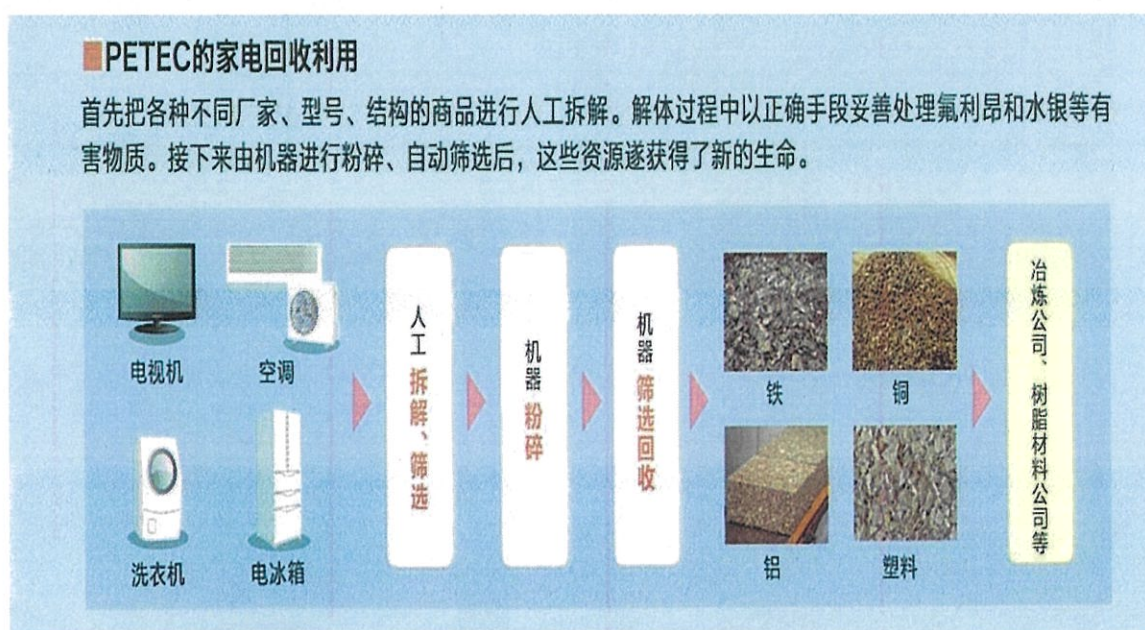 ■PETEC的家电回收利用
首先把各种不同厂家、型号、结构的商品进行人工拆解。解体过程中以正确手段妥善处理氟利昂和水银等有
害物质。接下来由机器进行粉碎、自动筛选后，这些资源遂获得了新的生命。
电视机
空调
洗衣机
电冰箱
人工 拆解、筛选
机器 粉碎
机器 筛选回收
铁
铜
铝
塑料
冶炼公司、树脂材料公司等